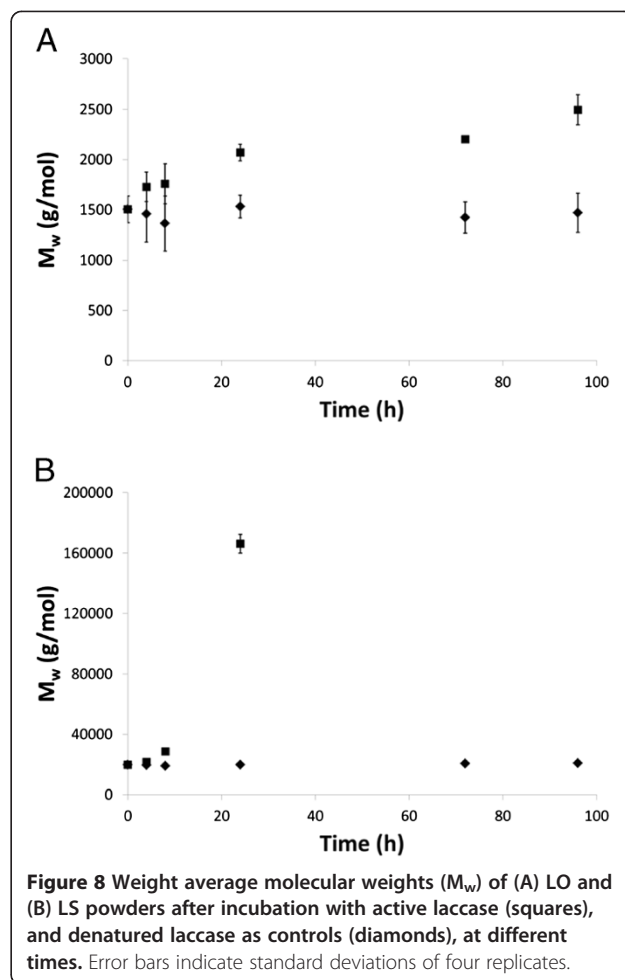 A
3000
2500
2000
1500
1000
500
0
M_w (g/mol)
0 20 40 60 80 100
Time (h)
B
200000
160000
120000
80000
40000
0
M_w (g/mol)
0 20 40 60 80 100
Time (h)
Figure 8 Weight average molecular weights (M_w) of (A) LO and
(B) LS powders after incubation with active laccase (squares),
and denatured laccase as controls (diamonds), at different
times. Error bars indicate standard deviations of four replicates.